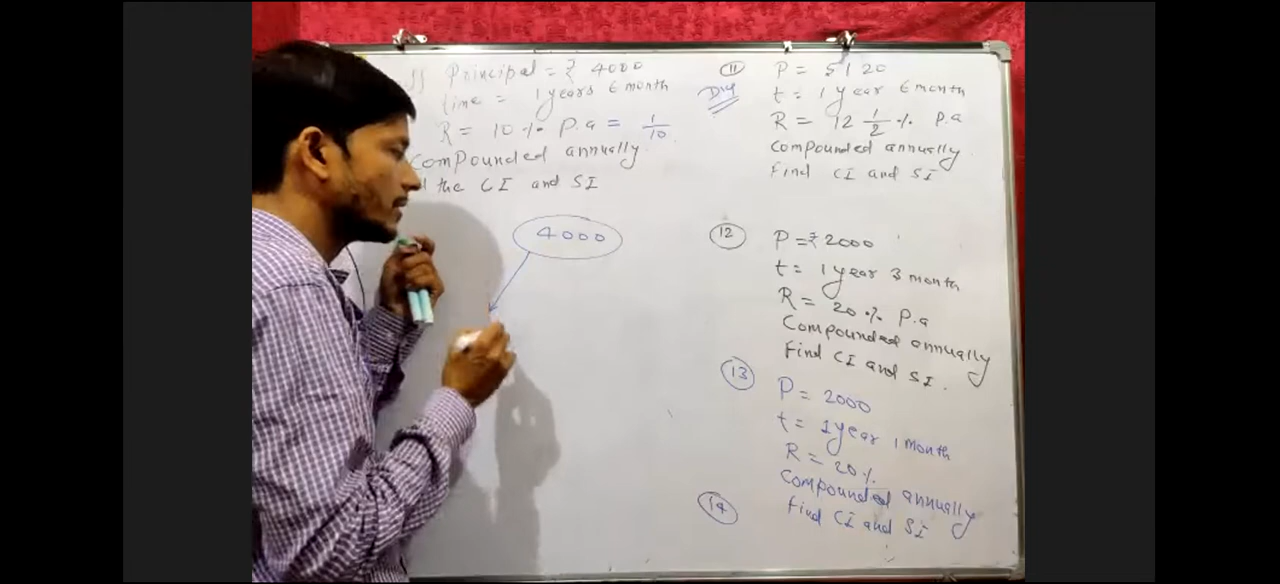 Principal = ₹ 4000
time = 1 years 6 month
R = 10 % P.a = 1/10
compounded annually
the CI and SI
4000
11
P = 5120
t = 1 year 6 month
R = 12 1/2 % P.a
compounded annually
find CI and SI
12
P = ₹ 2000
t = 1 year 3 month
R = 20 % P.a
Compounded annually
find CI and SI.
13
P = 2000
t = 1 year 1 month
R = 20 %
Compounded annually
find CI and SI
14